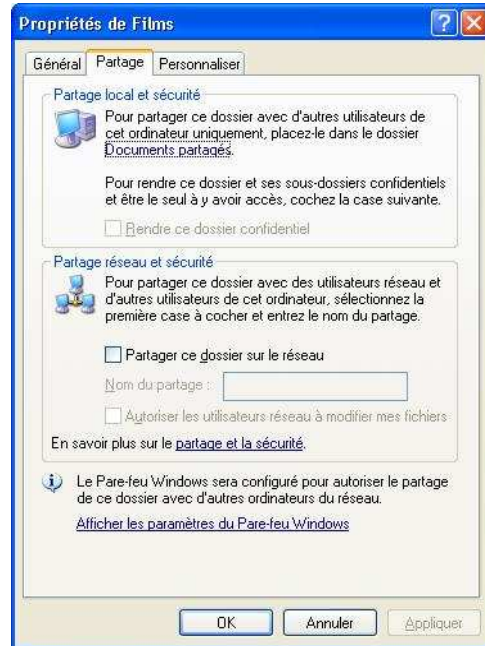 Propriétés de Films
Général Partage Personnaliser
Partage local et sécurité
Pour partager ce dossier avec d'autres utilisateurs de
cet ordinateur uniquement, placez-le dans le dossier
Documents partagés.
Pour rendre ce dossier et ses sous-dossiers confidentiels
et être le seul à y avoir accès, cochez la case suivante.
Rendre ce dossier confidentiel
Partage réseau et sécurité
Pour partager ce dossier avec des utilisateurs réseau et
d'autres utilisateurs de cet ordinateur, sélectionnez la
première case à cocher et entrez le nom du partage.
Partager ce dossier sur le réseau
Nom du partage :
Autoriser les utilisateurs réseau à modifier mes fichiers
En savoir plus sur le partage et la sécurité.
Le Pare-feu Windows sera configuré pour autoriser le partage
de ce dossier avec d'autres ordinateurs du réseau.
Afficher les paramètres du Pare-feu Windows
OK Annuler Appliquer